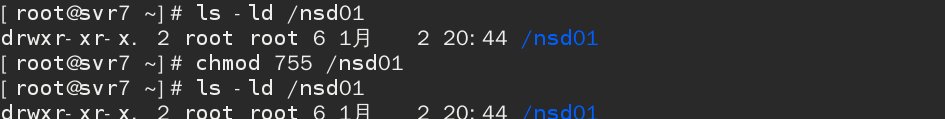 [root@svr7 ~]# ls -ld /nsd01
drwxr-xr-x. 2 root root 6 1月   2 20:44 /nsd01
[root@svr7 ~]# chmod 755 /nsd01
[root@svr7 ~]# ls -ld /nsd01
drwxr-xr-x. 2 root root 6 1月   2 20:44 /nsd01